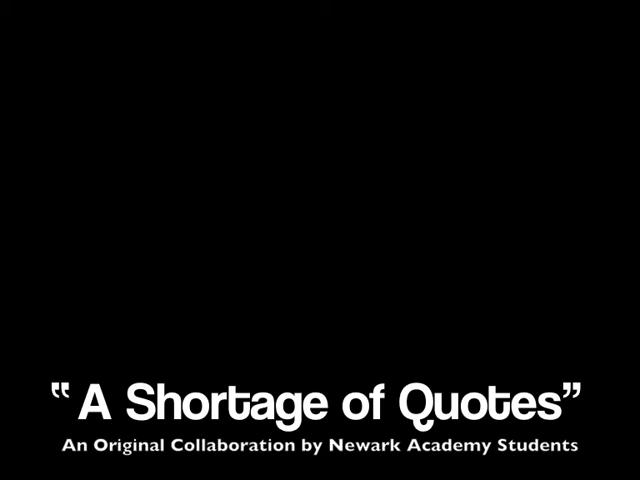 “ A Shortage of Quotes”
An Original Collaboration by Newark Academy Students